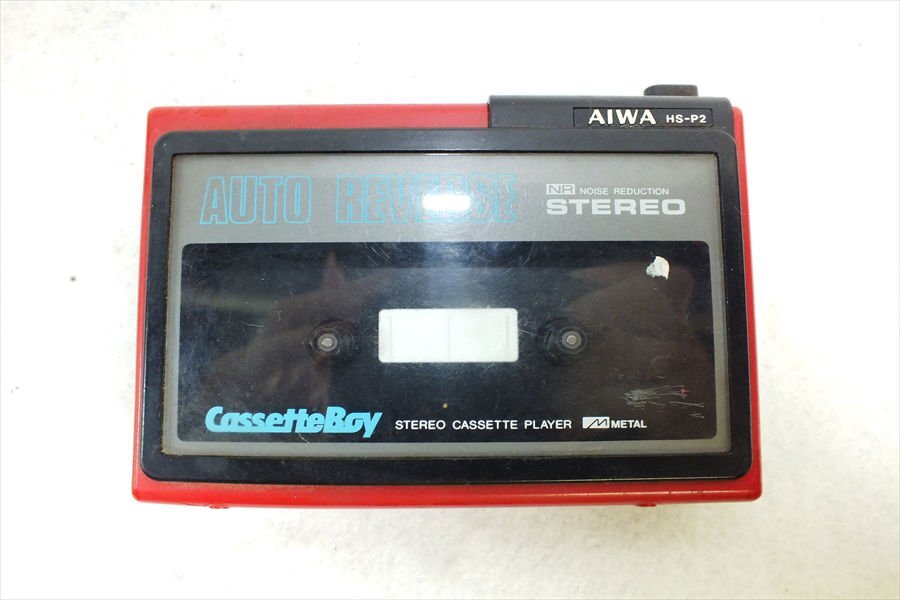 AIWA HS-P2
AUTO REVERSE
NR NOISE REDUCTION
STEREO
CassetteBoy STEREO CASSETTE PLAYER METAL